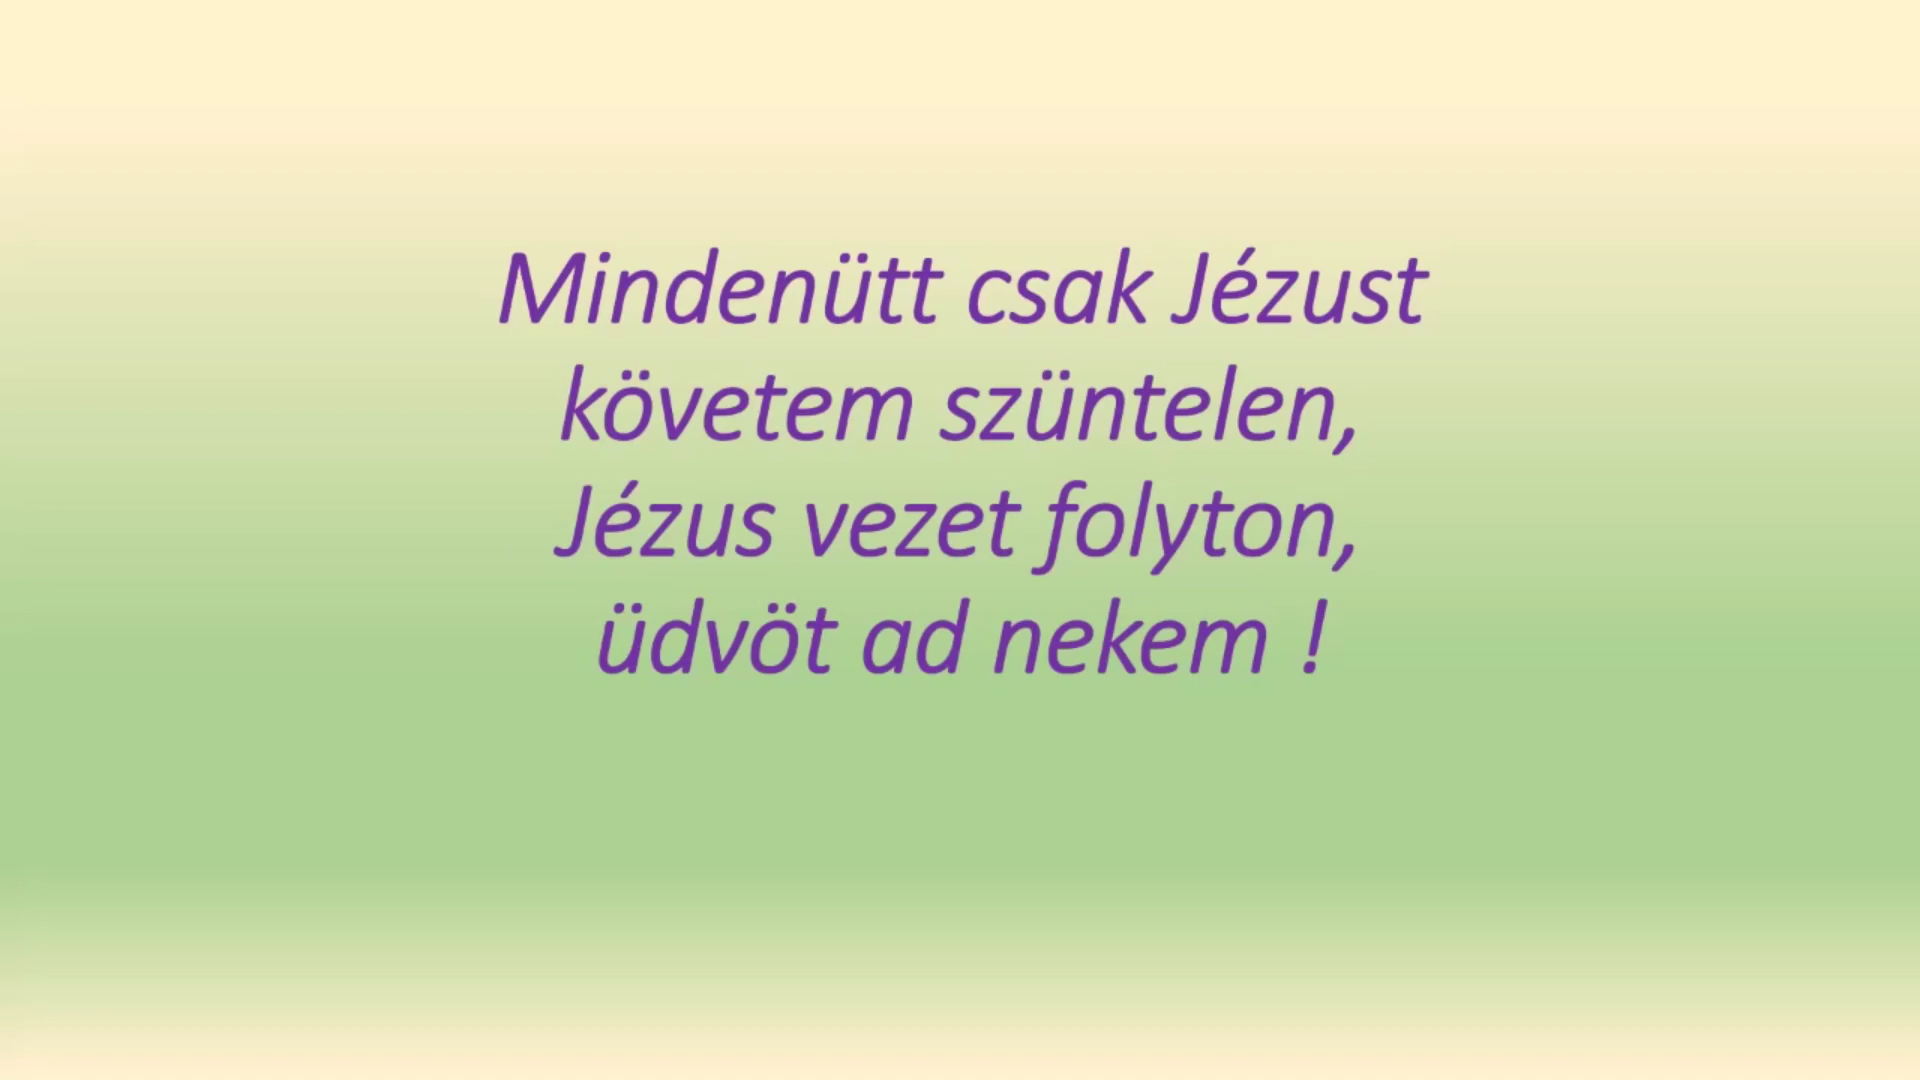 Mindenütt csak Jézust
követem szüntelen,
Jézus vezet folyton,
üdvöt ad nekem !